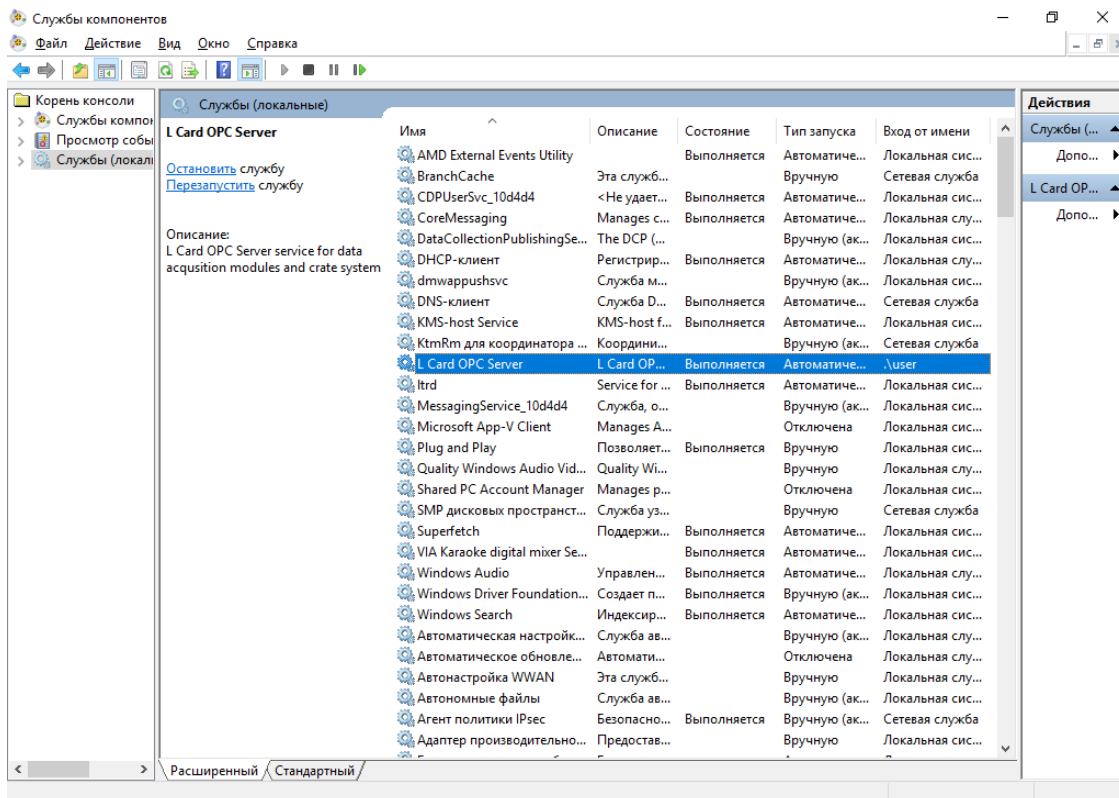 Службы компонентов
Файл Действие Вид Окно Справка
Корень консоли
Службы компон
Просмотр собы
Службы (локалі
Службы (локальные)
L Card OPC Server
Остановить службу
Перезапустить службу
Описание:
L Card OPC Server service for data
acqusition modules and crate system
Имя Описание Состояние Тип запуска Вход от имени
AMD External Events Utility Выполняется Автоматиче... Локальная сис...
BranchCache Эта служб... Вручную Сетевая служба
CDPUserSvc_10d4d4 <Не удает... Выполняется Автоматиче... Локальная сис...
CoreMessaging Manages c... Выполняется Автоматиче... Локальная слу...
DataCollectionPublishingSe... The DCP (... Вручную (ак... Локальная сис...
DHCP-клиент Регистрир... Выполняется Автоматиче... Локальная слу...
dmwappushsvc Служба м... Вручную (ак... Локальная сис...
DNS-клиент Служба D... Выполняется Автоматиче... Сетевая служба
KMS-host Service KMS-host f... Выполняется Автоматиче... Локальная сис...
KtmRm для координатора ... Координи... Вручную (ак... Сетевая служба
L Card OPC Server L Card OP... Выполняется Автоматиче... .\user
ltrd Service for ... Выполняется Автоматиче... Локальная сис...
MessagingService_10d4d4 Служба, о... Вручную (ак... Локальная сис...
Microsoft App-V Client Manages A... Отключена Локальная сис...
Plug and Play Позволяет... Выполняется Вручную Локальная сис...
Quality Windows Audio Vid... Quality Wi... Вручную Локальная слу...
Shared PC Account Manager Manages p... Отключена Локальная сис...
SMP дисковых пространст... Служба уз... Вручную Сетевая служба
Superfetch Поддержи... Выполняется Автоматиче... Локальная сис...
VIA Karaoke digital mixer Se... Выполняется Автоматиче... Локальная сис...
Windows Audio Управлен... Выполняется Автоматиче... Локальная слу...
Windows Driver Foundation... Создает п... Выполняется Вручную (ак... Локальная сис...
Windows Search Индексир... Выполняется Автоматиче... Локальная сис...
Автоматическая настройк... Служба ав... Вручную (ак... Локальная слу...
Автоматическое обновле... Автомати... Отключена Локальная слу...
Автонастройка WWAN Эта служб... Вручную Локальная слу...
Автономные файлы Служба ав... Вручную (ак... Локальная сис...
Агент политики IPsec Безопасно... Выполняется Вручную (ак... Сетевая служба
Адаптер производительно... Предостав... Вручную Локальная сис...
Расширенный Стандартный
Действия
Службы (...
Допо...
L Card OP...
Допо...